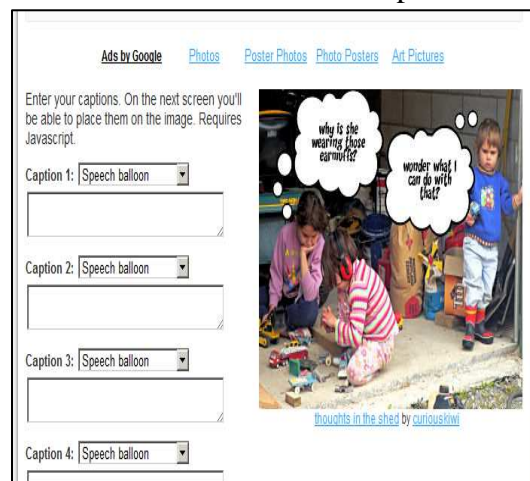 Ads by Google Photos Poster Photos Photo Posters Art Pictures
Enter your captions. On the next screen you'll
be able to place them on the image. Requires
Javascript.
Caption 1: Speech balloon
Caption 2: Speech balloon
Caption 3: Speech balloon
Caption 4: Speech balloon
why is she
wearing those
earmuffs?
wonder what I
can do with
that?
thoughts in the shed by curiouskiwi